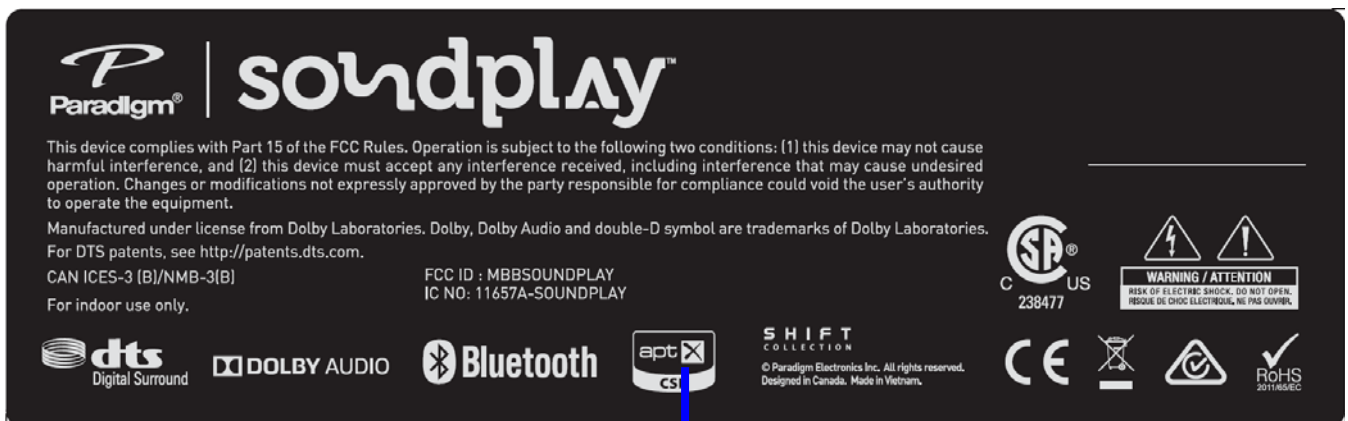 Paradigm®
soundplay™
This device complies with Part 15 of the FCC Rules. Operation is subject to the following two conditions: (1) this device may not cause
harmful interference, and (2) this device must accept any interference received, including interference that may cause undesired
operation. Changes or modifications not expressly approved by the party responsible for compliance could void the user's authority
to operate the equipment.
Manufactured under license from Dolby Laboratories. Dolby, Dolby Audio and double-D symbol are trademarks of Dolby Laboratories.
For DTS patents, see http://patents.dts.com.
CAN ICES-3 (B)/NMB-3(B)
For indoor use only.
FCC ID : MBBSOUNDPLAY
IC NO: 11657A-SOUNDPLAY
SA®
C US
238477
WARNING / ATTENTION
RISK OF ELECTRIC SHOCK. DO NOT OPEN.
RISQUE DE CHOC ELECTRIQUE, NE PAS OUVRIR.
dts
Digital Surround
DOLBY AUDIO
Bluetooth
aptX
SHIFT
COLLECTION
© Paradigm Electronics Inc. All rights reserved.
Designed in Canada. Made in Vietnam.
CE
RoHS
2011/65/EC